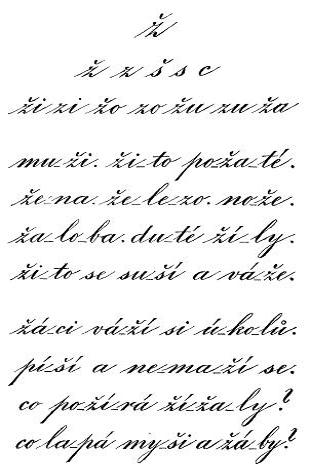 ž
ž z š s c
ži zi žo zo žu zu ža
mu-ži. ži-to po-ža-té.
že-na. že-le-zo. no-že.
ža-lo-ba. du-té ží-ly.
ži-to se su-ší a vá-že.
žá-ci vá-ží si ú-ko-lů.
pí-ší a ne-ma-ží se.
co po-ží-rá ží-ža-ly?
co la-pá my-ši a žá-by?